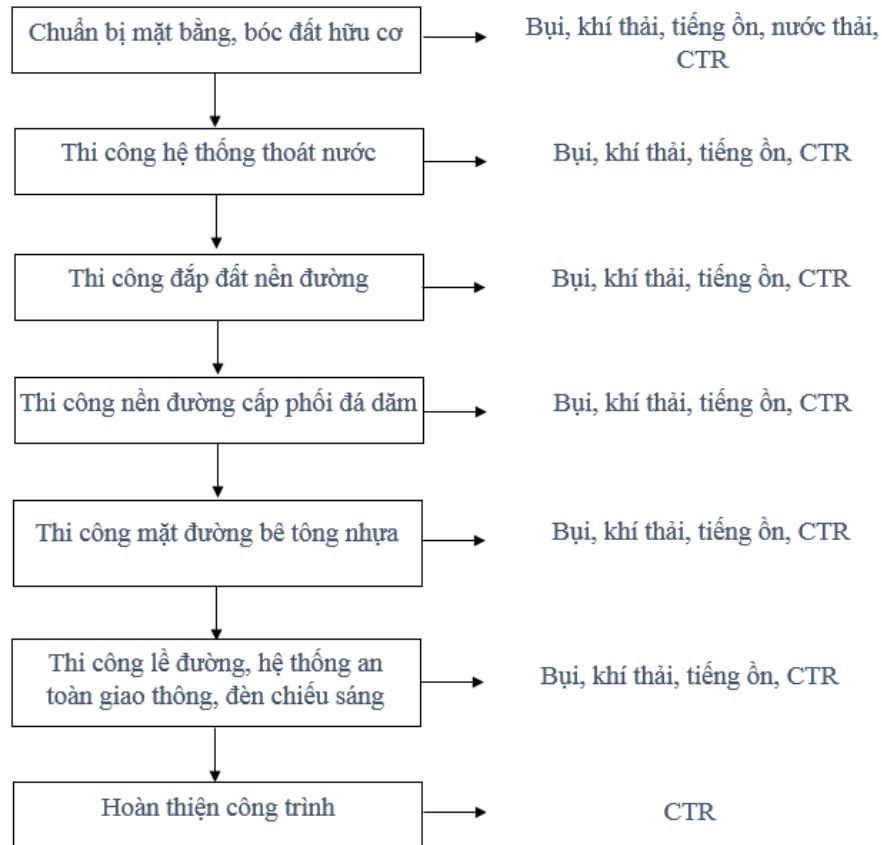 Chuẩn bị mặt bằng, bóc đất hữu cơ
Bụi, khí thải, tiếng ồn, nước thải,
CTR
Thi công hệ thống thoát nước
Bụi, khí thải, tiếng ồn, CTR
Thi công đắp đất nền đường
Bụi, khí thải, tiếng ồn, CTR
Thi công nền đường cấp phối đá dăm
Bụi, khí thải, tiếng ồn, CTR
Thi công mặt đường bê tông nhựa
Bụi, khí thải, tiếng ồn, CTR
Thi công lề đường, hệ thống an
toàn giao thông, đèn chiếu sáng
Bụi, khí thải, tiếng ồn, CTR
Hoàn thiện công trình
CTR